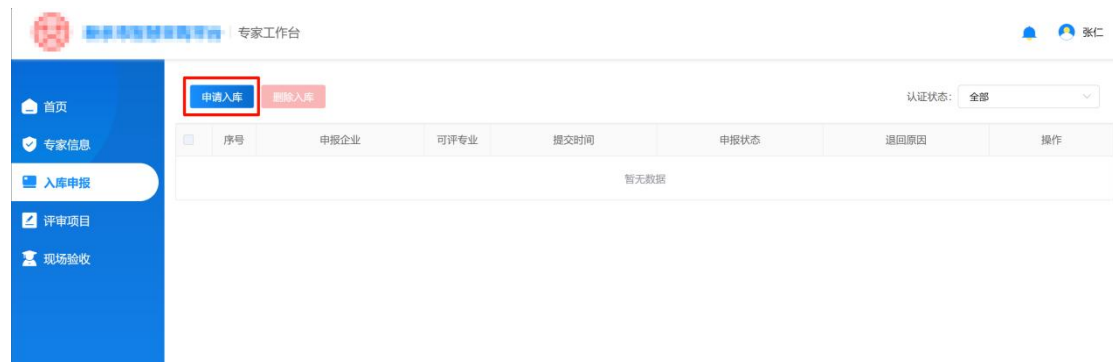 专家工作台
张仁
首页
专家信息
入库申报
评审项目
现场验收
申请入库 删除入库 认证状态: 全部
序号 申报企业 可评专业 提交时间 申报状态 退回原因 操作
暂无数据